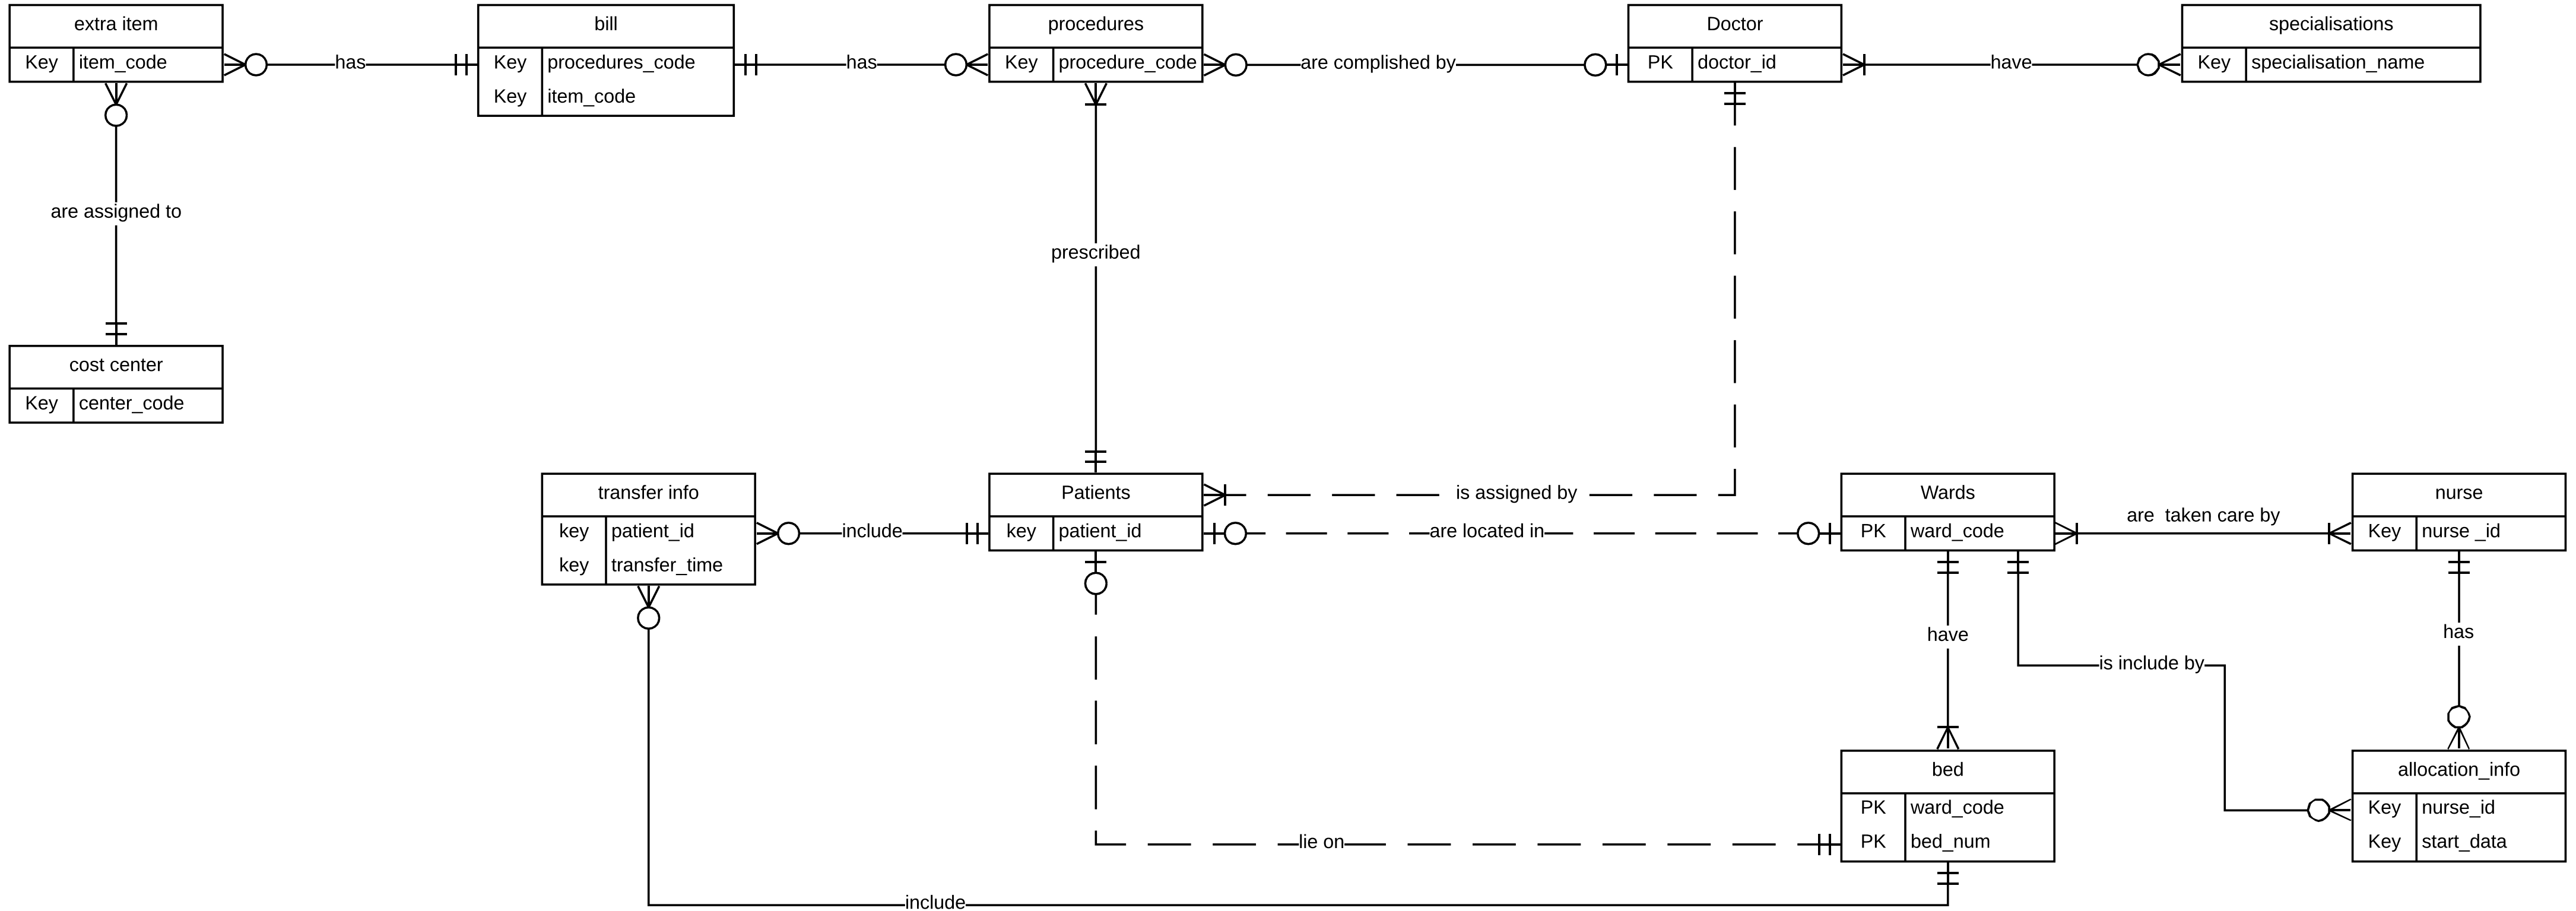 extra item
Key item_code
has
bill
Key procedures_code
Key item_code
has
procedures
Key procedure_code
are complished by
Doctor
PK doctor_id
have
specialisations
Key specialisation_name
are assigned to
prescribed
cost center
Key center_code
transfer info
key patient_id
key transfer_time
include
Patients
key patient_id
is assigned by
are located in
Wards
PK ward_code
are  taken care by
nurse
Key nurse _id
have
is include by
has
bed
PK ward_code
PK bed_num
allocation_info
Key nurse_id
Key start_data
lie on
include